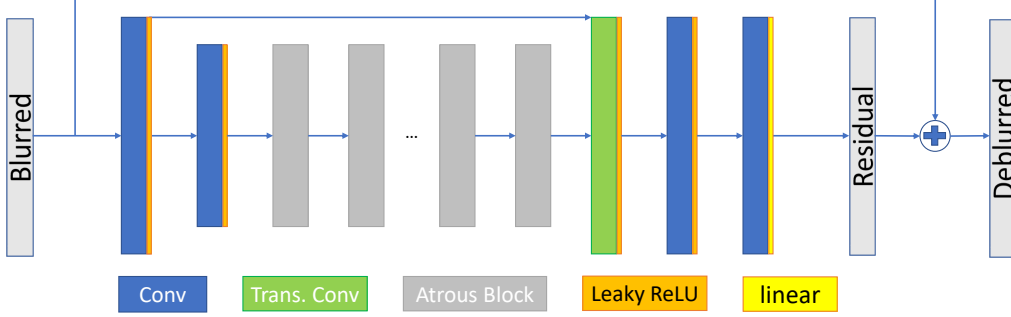 Blurred
...
Residual
Deblurred
Conv
Trans. Conv
Atrous Block
Leaky ReLU
linear